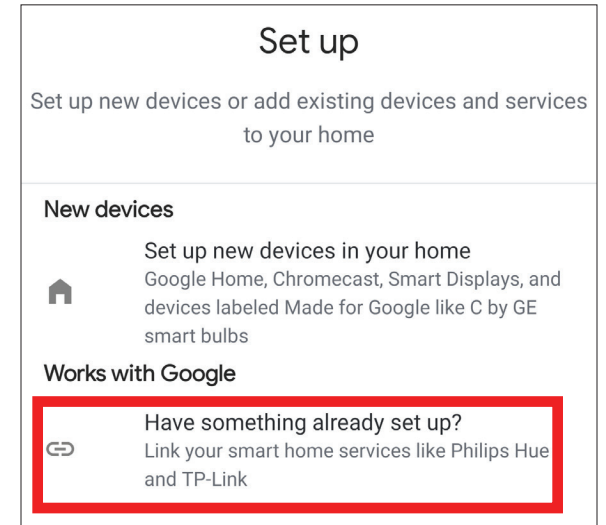 Set up
Set up new devices or add existing devices and services
to your home
New devices
Set up new devices in your home
Google Home, Chromecast, Smart Displays, and
devices labeled Made for Google like C by GE
smart bulbs
Works with Google
Have something already set up?
Link your smart home services like Philips Hue
and TP-Link